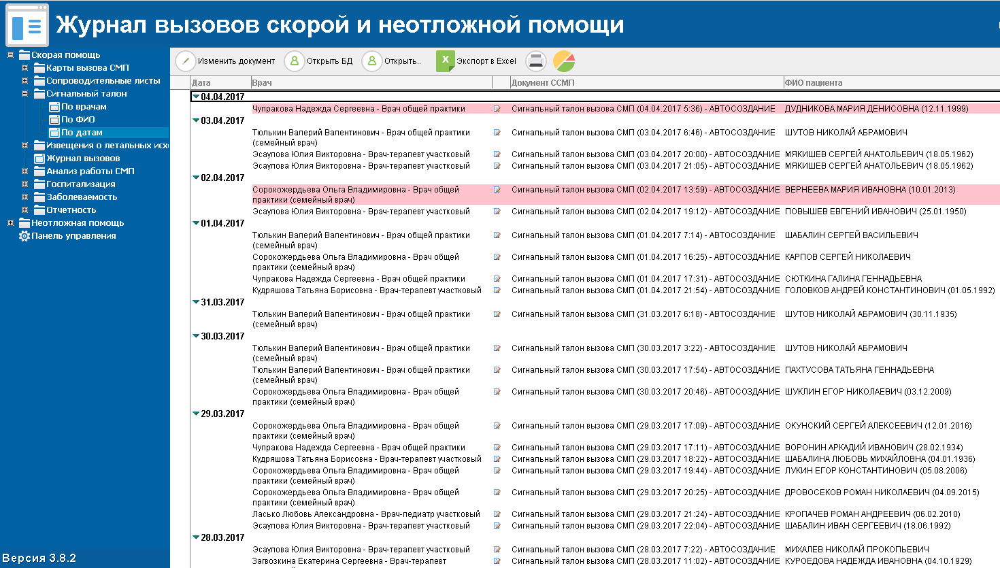 Журнал вызовов скорой и неотложной помощи
Скорая помощь
Карты вызова СМП
Сопроводительные листы
Сигнальный талон
По врачам
По ФИО
По датам
Извещения о летальных исх
Журнал вызовов
Анализ работы СМП
Госпитализация
Заболеваемость
Отчетность
Неотложная помощь
Панель управления
Версия 3.8.2
Изменить документ Открыть БД Открыть.. Экспорт в Excel
Дата Врач Документ ССМП ФИО пациента
04.04.2017
Чупракова Надежда Сергеевна - Врач общей практики Сигнальный талон вызова СМП (04.04.2017 5:36) - АВТОСОЗДАНИЕ ДУДНИКОВА МАРИЯ ДЕНИСОВНА (12.11.1999)
03.04.2017
Тюлькин Валерий Валентинович - Врач общей практики Сигнальный талон вызова СМП (03.04.2017 6:46) - АВТОСОЗДАНИЕ ШУТОВ НИКОЛАЙ АБРАМОВИЧ
(семейный врач)
Эсаулова Юлия Викторовна - Врач-терапевт участковый Сигнальный талон вызова СМП (03.04.2017 20:00) - АВТОСОЗДАНИЕ МЯКИШЕВ СЕРГЕЙ АНАТОЛЬЕВИЧ (18.05.1962)
Эсаулова Юлия Викторовна - Врач-терапевт участковый Сигнальный талон вызова СМП (03.04.2017 21:05) - АВТОСОЗДАНИЕ МЯКИШЕВ СЕРГЕЙ АНАТОЛЬЕВИЧ (18.05.1962)
02.04.2017
Сорокожердьева Ольга Владимировна - Врач общей Сигнальный талон вызова СМП (02.04.2017 13:59) - АВТОСОЗДАНИЕ ВЕРНЕЕВА МАРИЯ ИВАНОВНА (10.01.2013)
практики (семейный врач)
Эсаулова Юлия Викторовна - Врач-терапевт участковый Сигнальный талон вызова СМП (02.04.2017 19:12) - АВТОСОЗДАНИЕ ПОВЫШЕВ ЕВГЕНИЙ ИВАНОВИЧ (25.01.1950)
01.04.2017
Тюлькин Валерий Валентинович - Врач общей практики Сигнальный талон вызова СМП (01.04.2017 7:14) - АВТОСОЗДАНИЕ ШАБАЛИН СЕРГЕЙ ВАСИЛЬЕВИЧ
(семейный врач)
Сорокожердьева Ольга Владимировна - Врач общей Сигнальный талон вызова СМП (01.04.2017 16:25) - АВТОСОЗДАНИЕ КАРПОВ СЕРГЕЙ НИКОЛАЕВИЧ
практики (семейный врач)
Чупракова Надежда Сергеевна - Врач общей практики Сигнальный талон вызова СМП (01.04.2017 17:31) - АВТОСОЗДАНИЕ СЮТКИНА ГАЛИНА ГЕННАДЬЕВНА
Кудряшова Татьяна Борисовна - Врач-терапевт участковый Сигнальный талон вызова СМП (01.04.2017 21:54) - АВТОСОЗДАНИЕ ГОЛОВКОВ АНДРЕЙ КОНСТАНТИНОВИЧ (01.05.1992)
31.03.2017
Тюлькин Валерий Валентинович - Врач общей практики Сигнальный талон вызова СМП (31.03.2017 6:18) - АВТОСОЗДАНИЕ ШУТОВ НИКОЛАЙ АБРАМОВИЧ (30.11.1935)
(семейный врач)
30.03.2017
Тюлькин Валерий Валентинович - Врач общей практики Сигнальный талон вызова СМП (30.03.2017 3:22) - АВТОСОЗДАНИЕ ШУТОВ НИКОЛАЙ АБРАМОВИЧ
(семейный врач)
Тюлькин Валерий Валентинович - Врач общей практики Сигнальный талон вызова СМП (30.03.2017 17:54) - АВТОСОЗДАНИЕ ПАХТУСОВА ТАТЬЯНА ГЕННАДЬЕВНА
(семейный врач)
Сорокожердьева Ольга Владимировна - Врач общей Сигнальный талон вызова СМП (30.03.2017 20:46) - АВТОСОЗДАНИЕ ШУКЛИН ЕГОР НИКОЛАЕВИЧ (03.12.2009)
практики (семейный врач)
29.03.2017
Сорокожердьева Ольга Владимировна - Врач общей Сигнальный талон вызова СМП (29.03.2017 17:09) - АВТОСОЗДАНИЕ ОКУНСКИЙ СЕРГЕЙ АЛЕКСЕЕВИЧ (12.01.2016)
практики (семейный врач)
Чупракова Надежда Сергеевна - Врач общей практики Сигнальный талон вызова СМП (29.03.2017 17:11) - АВТОСОЗДАНИЕ ВОРОНИН АРКАДИЙ ИВАНОВИЧ (28.02.1934)
Кудряшова Татьяна Борисовна - Врач-терапевт участковый Сигнальный талон вызова СМП (29.03.2017 18:22) - АВТОСОЗДАНИЕ ШАБАЛИНА ЛЮБОВЬ МИХАЙЛОВНА (04.01.1936)
Сорокожердьева Ольга Владимировна - Врач общей Сигнальный талон вызова СМП (29.03.2017 19:44) - АВТОСОЗДАНИЕ ЛУКИН ЕГОР КОНСТАНТИНОВИЧ (05.08.2006)
практики (семейный врач)
Сорокожердьева Ольга Владимировна - Врач общей Сигнальный талон вызова СМП (29.03.2017 20:25) - АВТОСОЗДАНИЕ ДРОВОСЕКОВ РОМАН НИКОЛАЕВИЧ (04.09.2015)
практики (семейный врач)
Ласько Любовь Александровна - Врач-педиатр участковый Сигнальный талон вызова СМП (29.03.2017 21:24) - АВТОСОЗДАНИЕ КРОПАЧЕВ РОМАН АНДРЕЕВИЧ (06.02.2010)
Эсаулова Юлия Викторовна - Врач-терапевт участковый Сигнальный талон вызова СМП (29.03.2017 22:04) - АВТОСОЗДАНИЕ ШАБАЛИН ИВАН СЕРГЕЕВИЧ (18.06.1992)
28.03.2017
Эсаулова Юлия Викторовна - Врач-терапевт участковый Сигнальный талон вызова СМП (28.03.2017 7:22) - АВТОСОЗДАНИЕ МИХАЛЕВ НИКОЛАЙ ПРОКОПЬЕВИЧ
Загвозкина Екатерина Сергеевна - Врач-терапевт Сигнальный талон вызова СМП (28.03.2017 11:02) - АВТОСОЗДАНИЕ КУРОЕДОВА НАДЕЖДА ИВАНОВНА (04.10.1929)